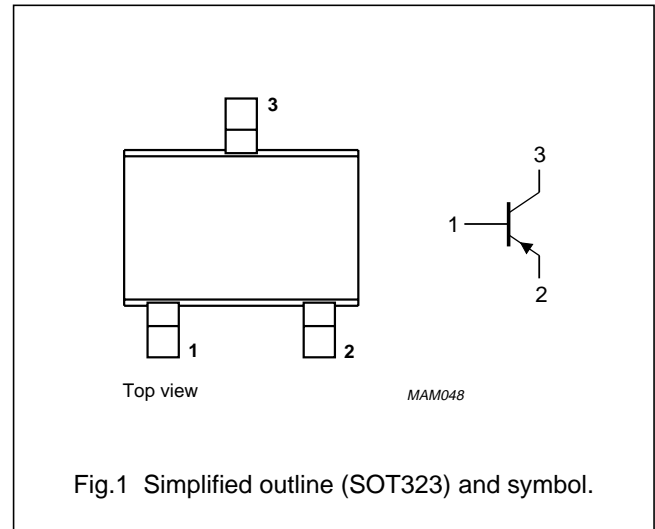 3
3
1
1
2
2
Top view
MAM048
Fig.1 Simplified outline (SOT323) and symbol.